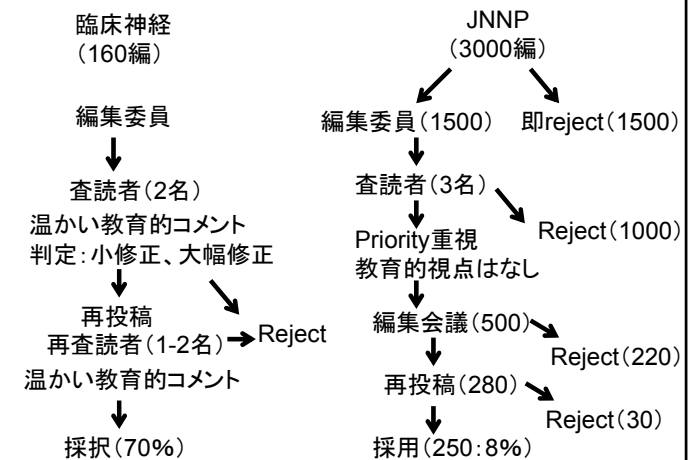 臨床神経
(160編)
編集委員
査読者(2名)
温かい教育的コメント
判定:小修正、大幅修正
再投稿
再査読者(1-2名)
Reject
温かい教育的コメント
採択(70%)
JNNP
(3000編)
編集委員(1500)
即reject(1500)
査読者(3名)
Reject(1000)
Priority重視
教育的視点はなし
編集会議(500)
Reject(220)
再投稿(280)
Reject(30)
採用(250:8%)